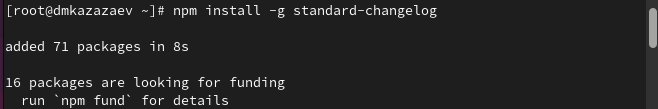 [root@dmkazazaev ~]# npm install -g standard-changelog
added 71 packages in 8s
16 packages are looking for funding
run `npm fund` for details